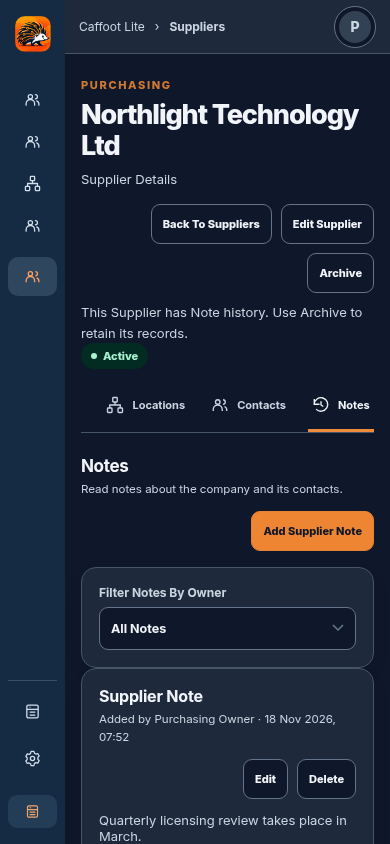 Caffoot Lite › Suppliers
P
PURCHASING
Northlight Technology
Ltd
Supplier Details
Back To Suppliers
Edit Supplier
Archive
This Supplier has Note history. Use Archive to
retain its records.
Active
Locations
Contacts
Notes
Notes
Read notes about the company and its contacts.
Add Supplier Note
Filter Notes By Owner
All Notes
Supplier Note
Added by Purchasing Owner · 18 Nov 2026,
07:52
Edit
Delete
Quarterly licensing review takes place in
March.